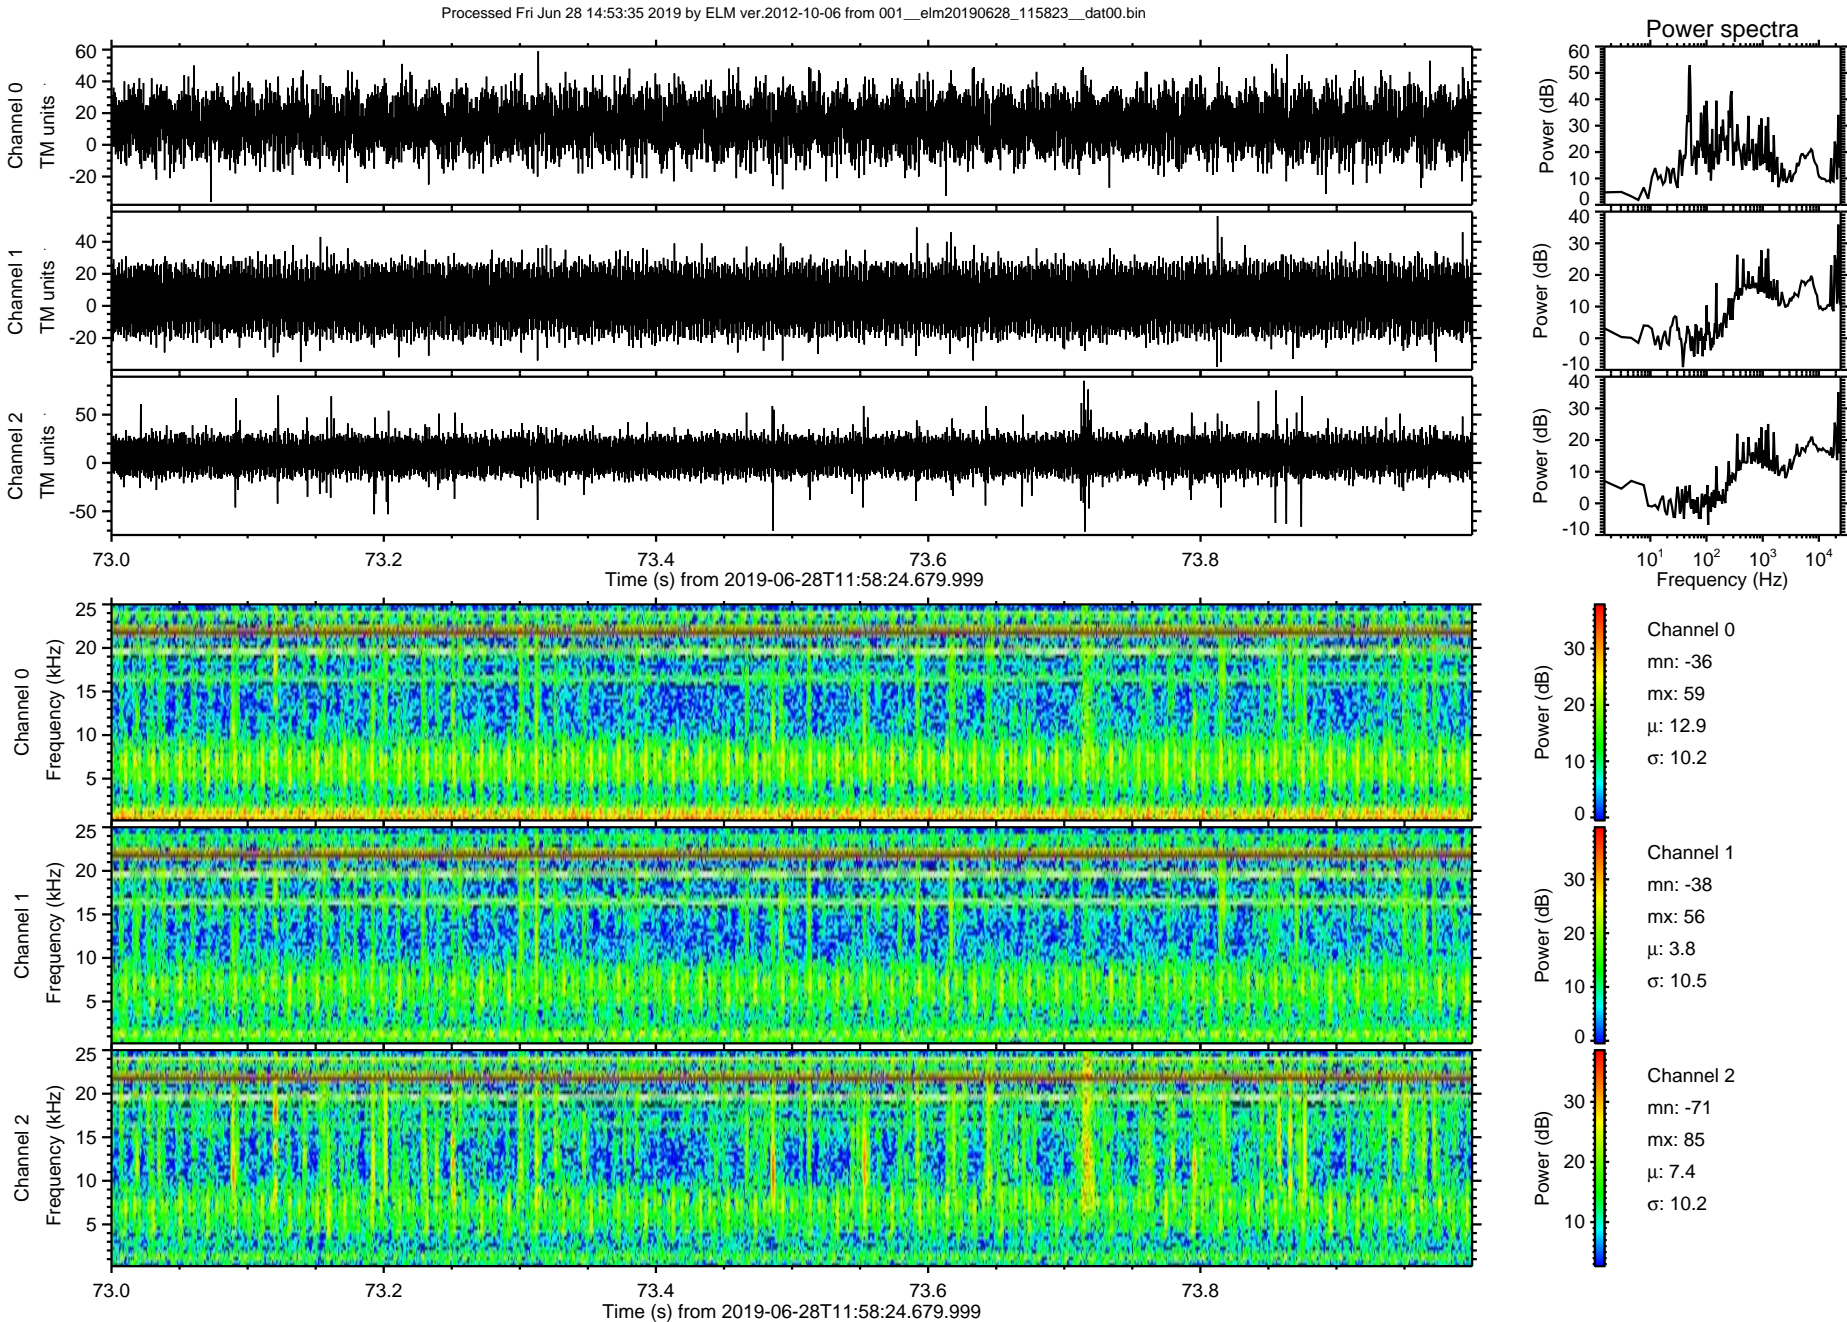 Processed Fri Jun 28 14:53:35 2019 by ELM ver.2012-10-06 from 001__elm20190628_115823__dat00.bin
Power spectra
Channel 0
TM units
60
40
20
0
-20
Power (dB)
60
50
40
30
20
10
0
Channel 1
TM units
40
20
0
-20
Power (dB)
40
30
20
10
0
-10
Channel 2
TM units
50
0
-50
Power (dB)
40
30
20
10
0
-10
73.0 73.2 73.4 73.6 73.8
Time (s) from 2019-06-28T11:58:24.679.999
10^1 10^2 10^3 10^4
Frequency (Hz)
Channel 0
Frequency (kHz)
25
20
15
10
5
Power (dB)
30
20
10
0
Channel 0
mn: -36
mx: 59
μ: 12.9
σ: 10.2
Channel 1
Frequency (kHz)
25
20
15
10
5
Power (dB)
30
20
10
0
Channel 1
mn: -38
mx: 56
μ: 3.8
σ: 10.5
Channel 2
Frequency (kHz)
25
20
15
10
5
Power (dB)
30
20
10
Channel 2
mn: -71
mx: 85
μ: 7.4
σ: 10.2
73.0 73.2 73.4 73.6 73.8
Time (s) from 2019-06-28T11:58:24.679.999